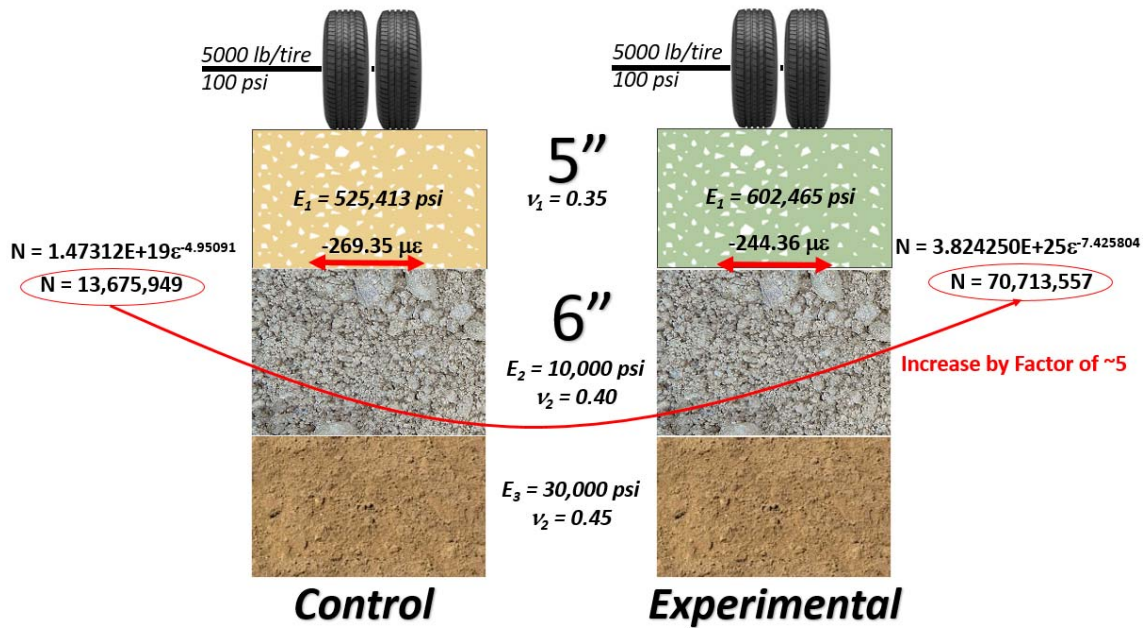 5000 lb/tire
100 psi
5000 lb/tire
100 psi
5”
ν1 = 0.35
E1 = 525,413 psi
E1 = 602,465 psi
-269.35 με
-244.36 με
N = 1.47312E+19ε-4.95091
N = 13,675,949
N = 3.824250E+25ε-7.425804
N = 70,713,557
6”
E2 = 10,000 psi
ν2 = 0.40
Increase by Factor of ~5
E3 = 30,000 psi
ν2 = 0.45
Control
Experimental